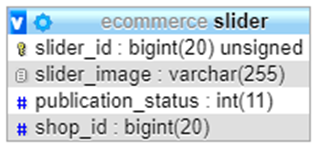 v ecommerce slider
slider_id : bigint(20) unsigned
slider_image : varchar(255)
# publication_status : int(11)
# shop_id : bigint(20)